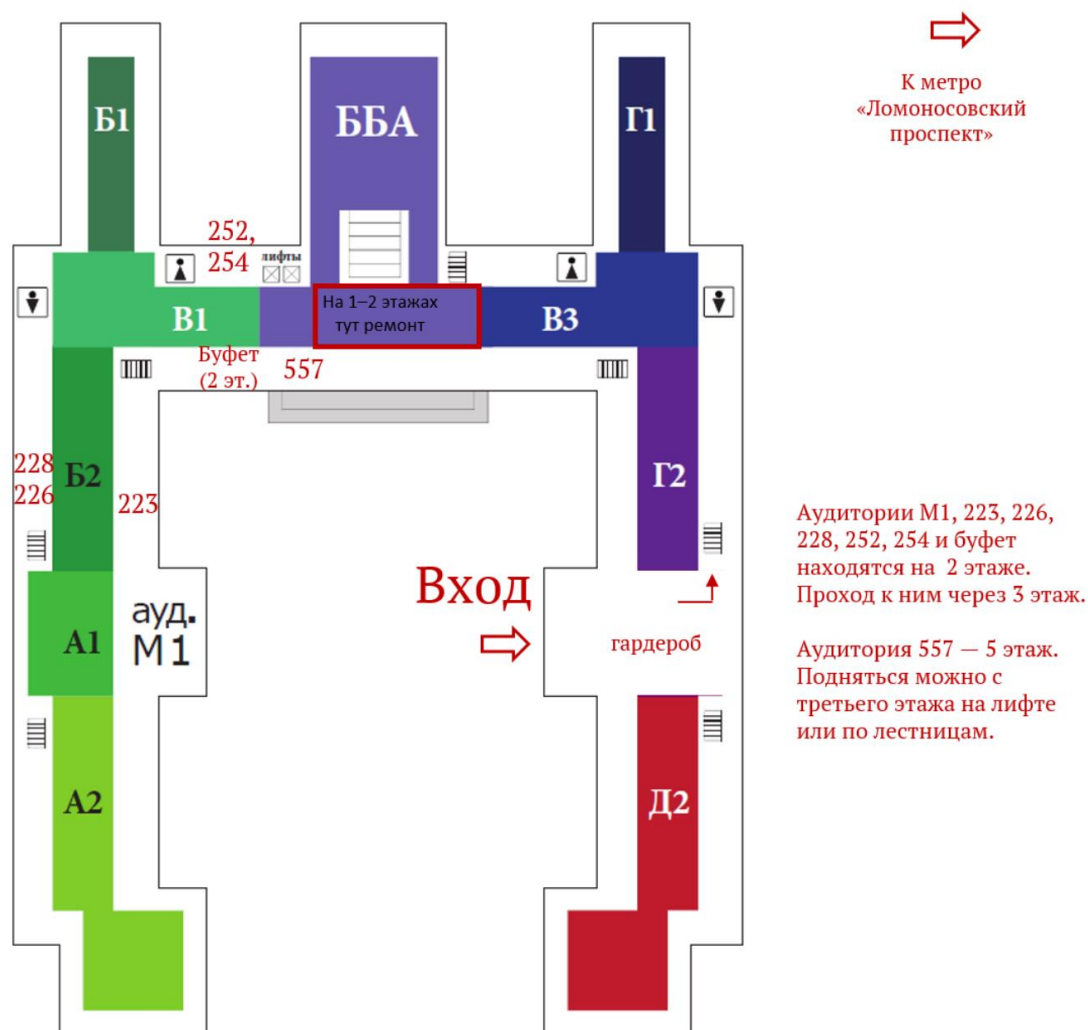 К метро
«Ломоносовский
проспект»
Б1
ББА
Г1
252,
254
лифты
На 1–2 этажах
тут ремонт
В1
В3
Буфет
(2 эт.)
557
228
226
Б2
223
Г2
Аудитории М1, 223, 226,
228, 252, 254 и буфет
находятся на 2 этаже.
Проход к ним через 3 этаж.
Вход
ауд.
М1
А1
гардероб
Аудитория 557 — 5 этаж.
Подняться можно с
третьего этажа на лифте
или по лестницам.
А2
Д2